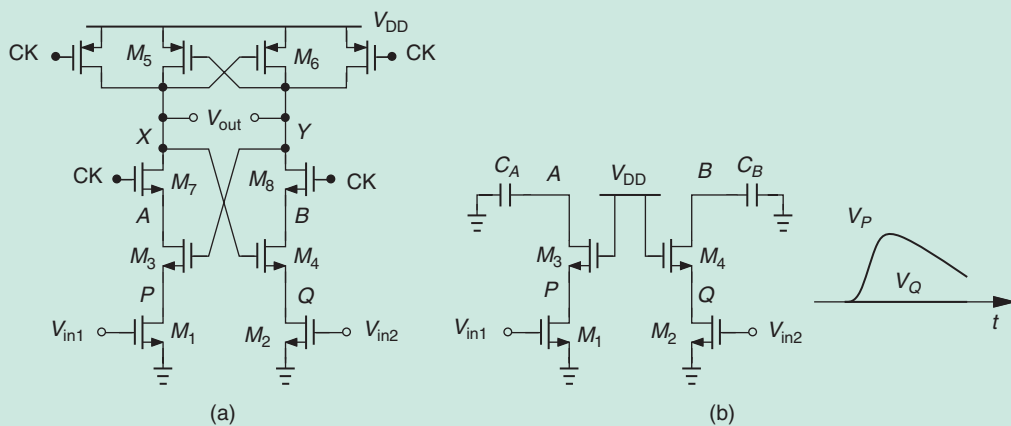 V_DD
CK M_5 M_6 CK
X V_out Y
CK M_7 M_8 CK
A B
M_3 M_4
P Q
V_in1 M_1 M_2 V_in2
(a)
C_A A V_DD B C_B
M_3 M_4
P Q
V_in1 M_1 M_2 V_in2
(b)
V_P
V_Q
t